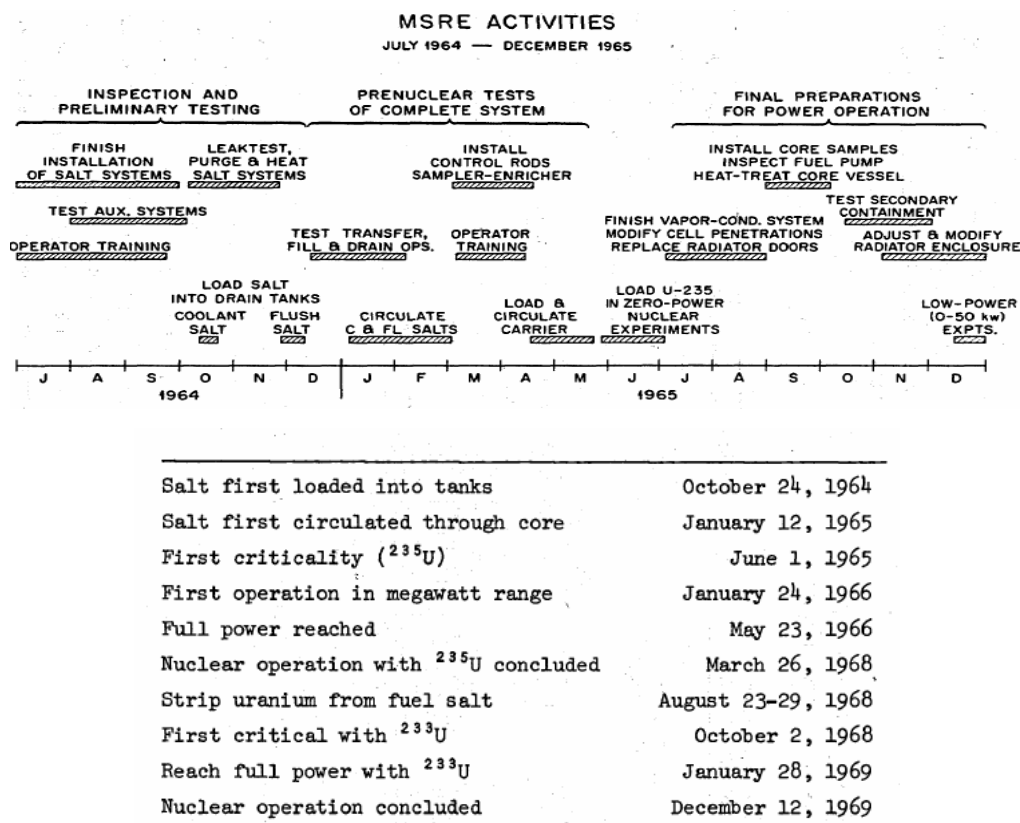 MSRE ACTIVITIES
JULY 1964 — DECEMBER 1965
INSPECTION AND
PRELIMINARY TESTING
PRENUCLEAR TESTS
OF COMPLETE SYSTEM
FINAL PREPARATIONS
FOR POWER OPERATION
FINISH
INSTALLATION
OF SALT SYSTEMS
LEAKTEST,
PURGE & HEAT
SALT SYSTEMS
INSTALL
CONTROL RODS
SAMPLER-ENRICHER
INSTALL CORE SAMPLES
INSPECT FUEL PUMP
HEAT-TREAT CORE VESSEL
TEST AUX. SYSTEMS
TEST SECONDARY
CONTAINMENT
OPERATOR TRAINING
TEST TRANSFER,
FILL & DRAIN OPS.
OPERATOR
TRAINING
FINISH VAPOR-COND. SYSTEM
MODIFY CELL PENETRATIONS
REPLACE RADIATOR DOORS
ADJUST & MODIFY
RADIATOR ENCLOSURE
LOAD SALT
INTO DRAIN TANKS
COOLANT
SALT
FLUSH
SALT
CIRCULATE
C & FL SALTS
LOAD &
CIRCULATE
CARRIER
LOAD U-235
IN ZERO-POWER
NUCLEAR
EXPERIMENTS
LOW-POWER
(0-50 kw)
EXPTS.
J A S O N D J F M A M J J A S O N D
1964 1965
Salt first loaded into tanks October 24, 1964
Salt first circulated through core January 12, 1965
First criticality (²³⁵U) June 1, 1965
First operation in megawatt range January 24, 1966
Full power reached May 23, 1966
Nuclear operation with ²³⁵U concluded March 26, 1968
Strip uranium from fuel salt August 23-29, 1968
First critical with ²³³U October 2, 1968
Reach full power with ²³³U January 28, 1969
Nuclear operation concluded December 12, 1969